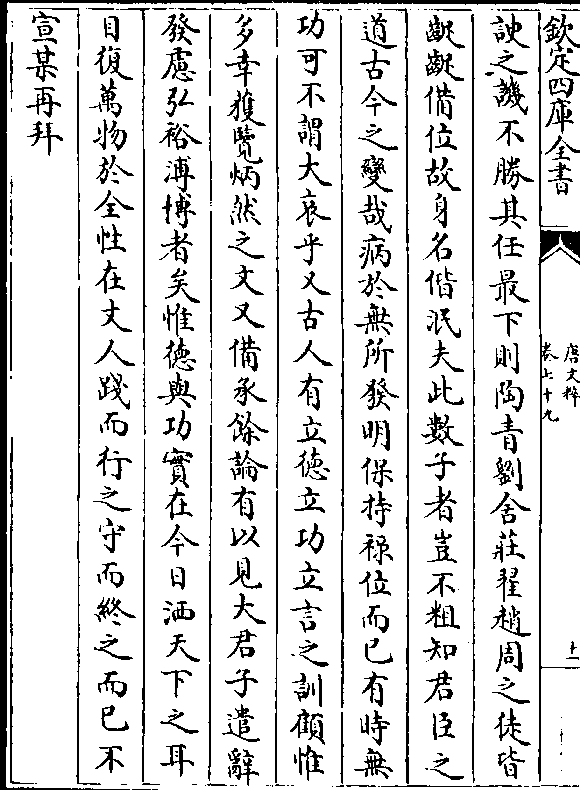 欽定四庫全書
唐文粹
卷七十九
十一
諛之譏不勝其任最下則陶青劉舍莊翟趙周之徒皆
齪齪備位故身名偕泯夫此數子者豈不粗知君臣之
道古今之變哉病於無所發明保持祿位而已有時無
功可不謂大哀乎又古人有立德立功立言之訓顧惟
多幸獲覽炳然之文又備承餘論有以見大君子遣辭
發慮弘裕溥博者矣惟德與功實在今日洒天下之耳
目復萬物於全性在丈人踐而行之守而終之而已不
宣某再拜